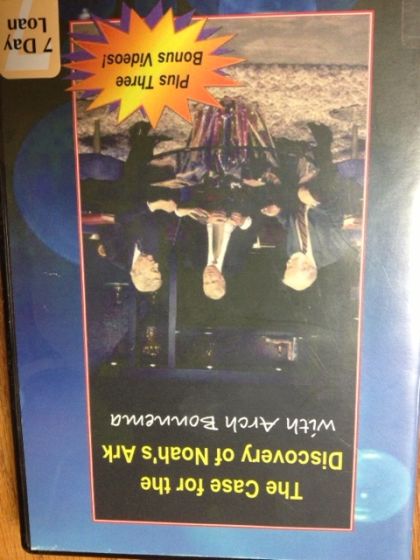 The Case for the
Discovery of Noah's Ark
with Arch Bonnema
Plus Three
Bonus Videos!
7 Day
Loan